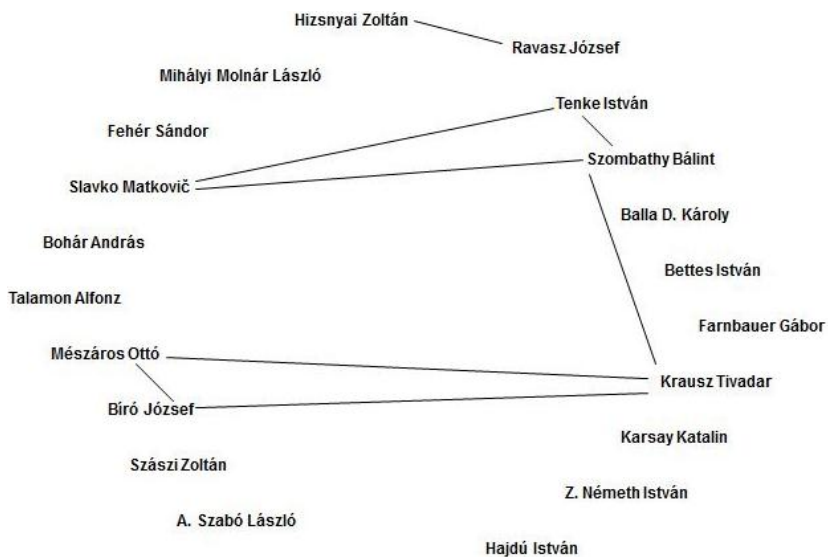 Hizsnyai Zoltán
Ravasz József
Mihályi Molnár László
Tenke István
Fehér Sándor
Szombathy Bálint
Slavko Matkovič
Balla D. Károly
Bohár András
Bettes István
Talamon Alfonz
Farnbauer Gábor
Mészáros Ottó
Krausz Tivadar
Bíró József
Karsay Katalin
Szászi Zoltán
Z. Németh István
A. Szabó László
Hajdú István